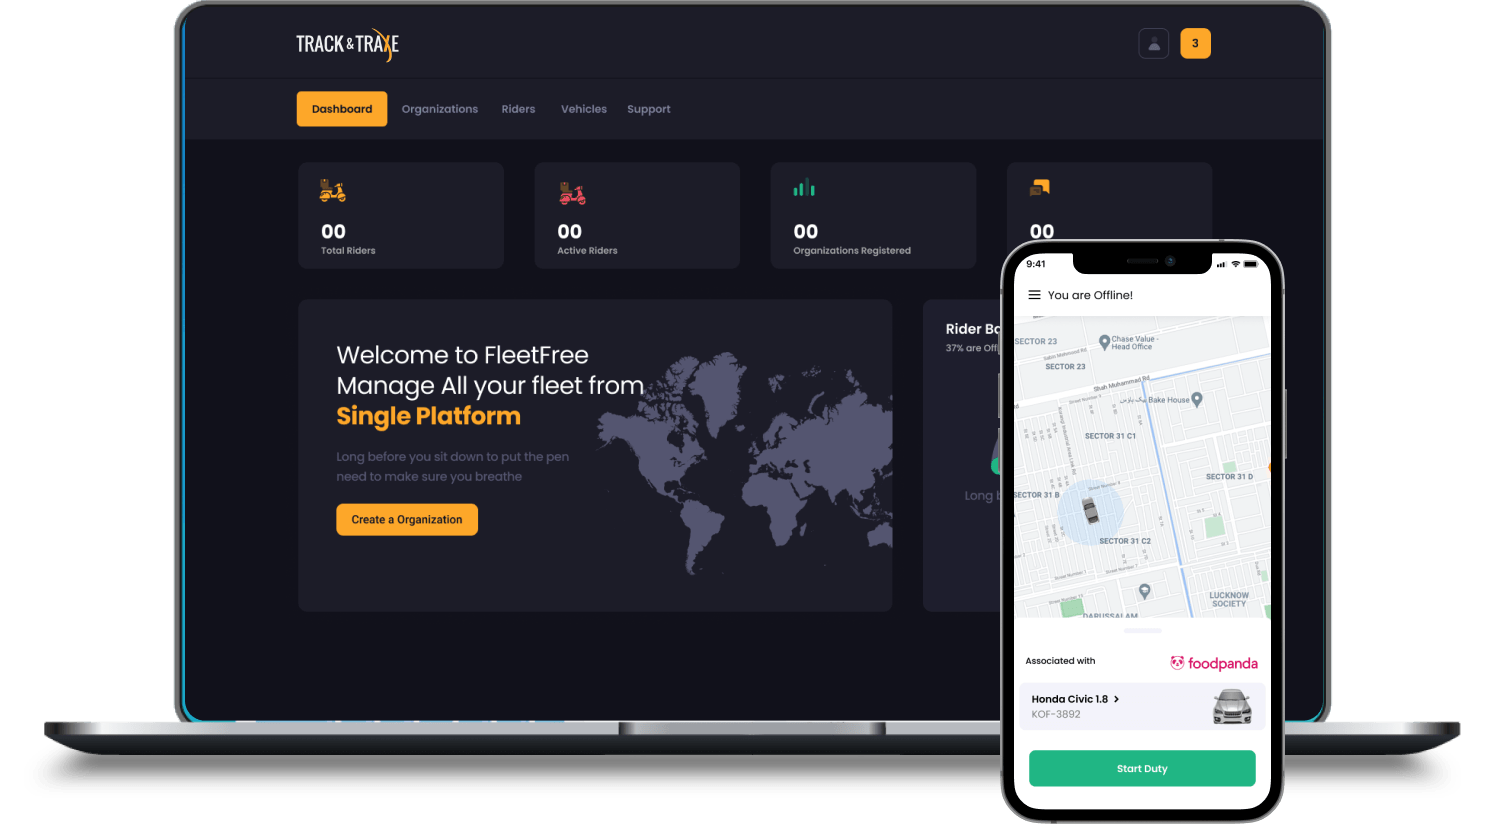 TRACK & TRAXE
3
Dashboard
Organizations
Riders
Vehicles
Support
00
Total Riders
00
Active Riders
00
Organizations Registered
00
Welcome to FleetFree
Manage All your fleet from
Single Platform
Long before you sit down to put the pen
need to make sure you breathe
Create a Organization
Rider
37% are
Long
9:41
You are Offline!
SECTOR 23
Chase Value -
Head Office
SECTOR 23
Shah Muhammad Rd
Bake House
SECTOR 31 C1
SECTOR 31 D
SECTOR 31 B
SECTOR 31 C2
LUCKNOW
SOCIETY
DARUSSALAM
Associated with
foodpanda
Honda Civic 1.8
KOF-3892
Start Duty